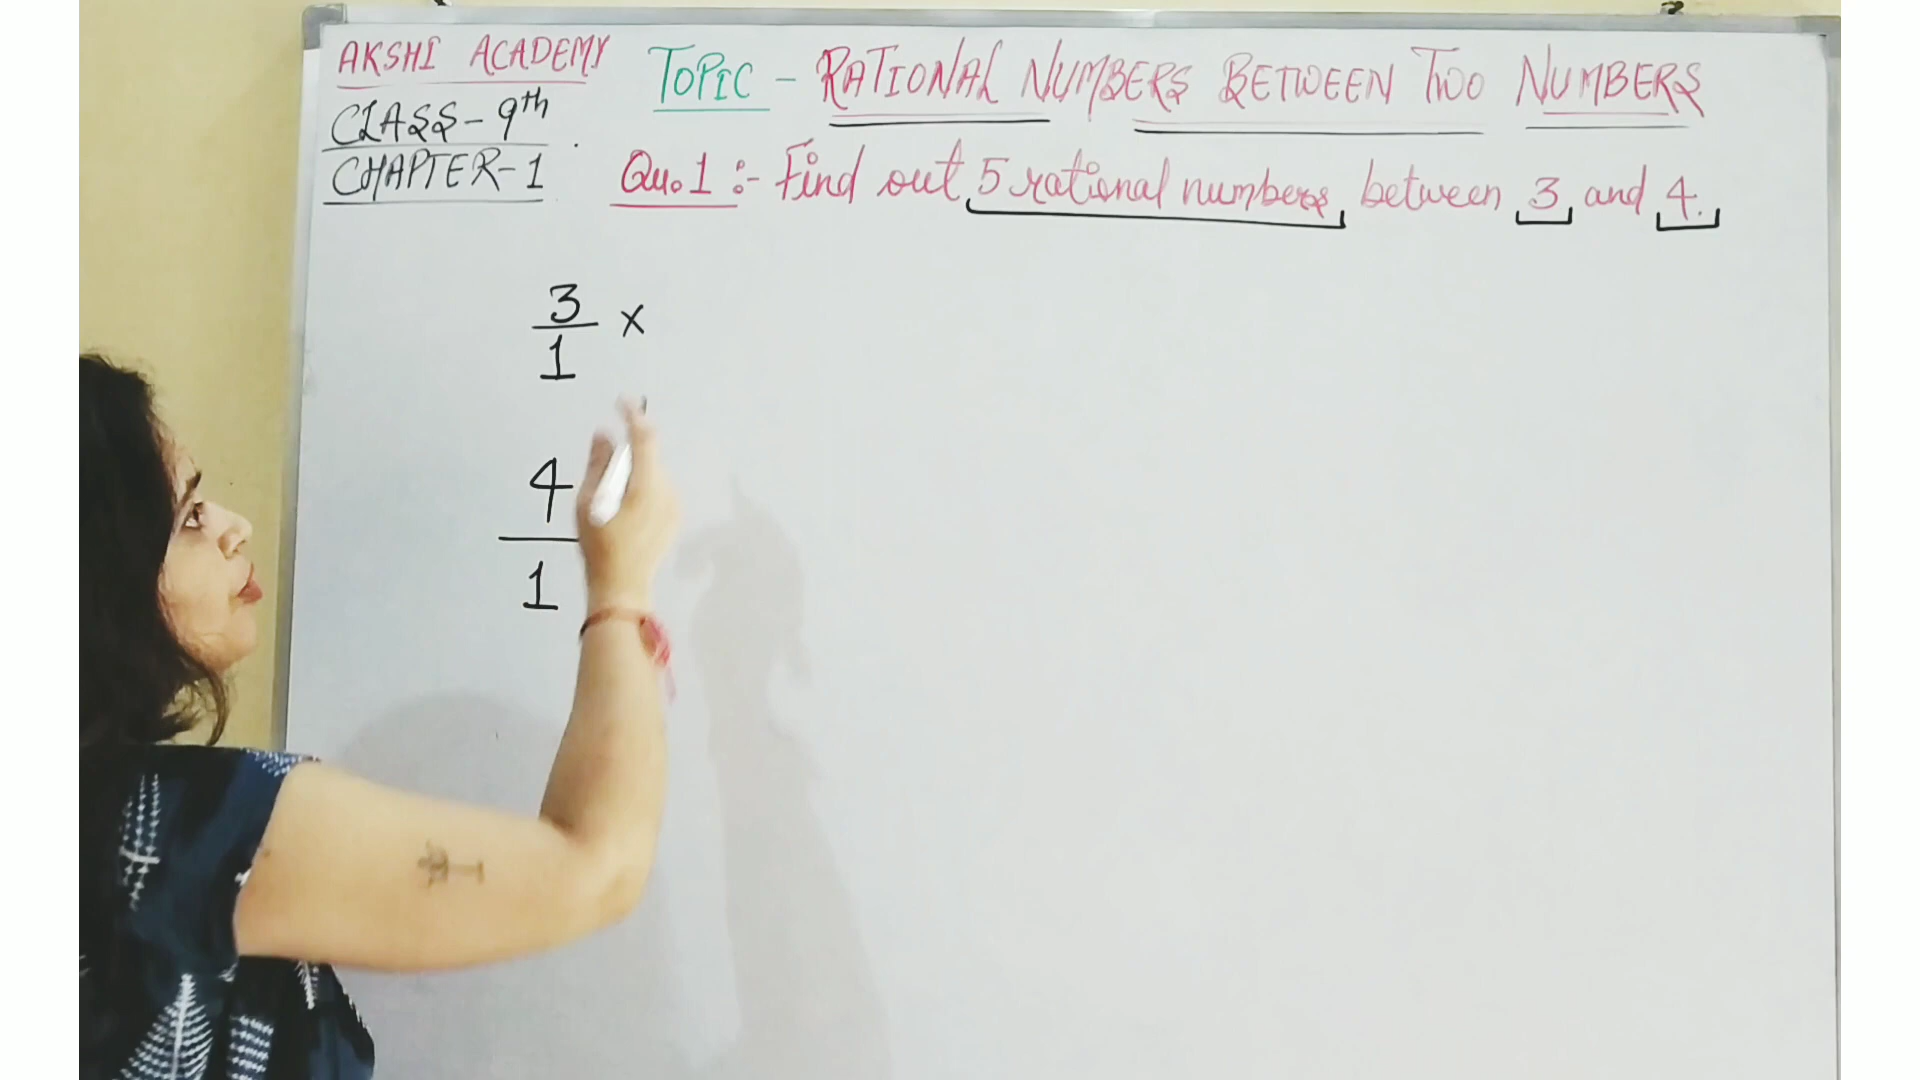 AKSHI ACADEMY
CLASS-9th
CHAPTER-1
TOPIC - RATIONAL NUMBERS BETWEEN TWO NUMBERS
Qu.1:- Find out 5 rational numbers between 3 and 4.
3
1
×
4
1